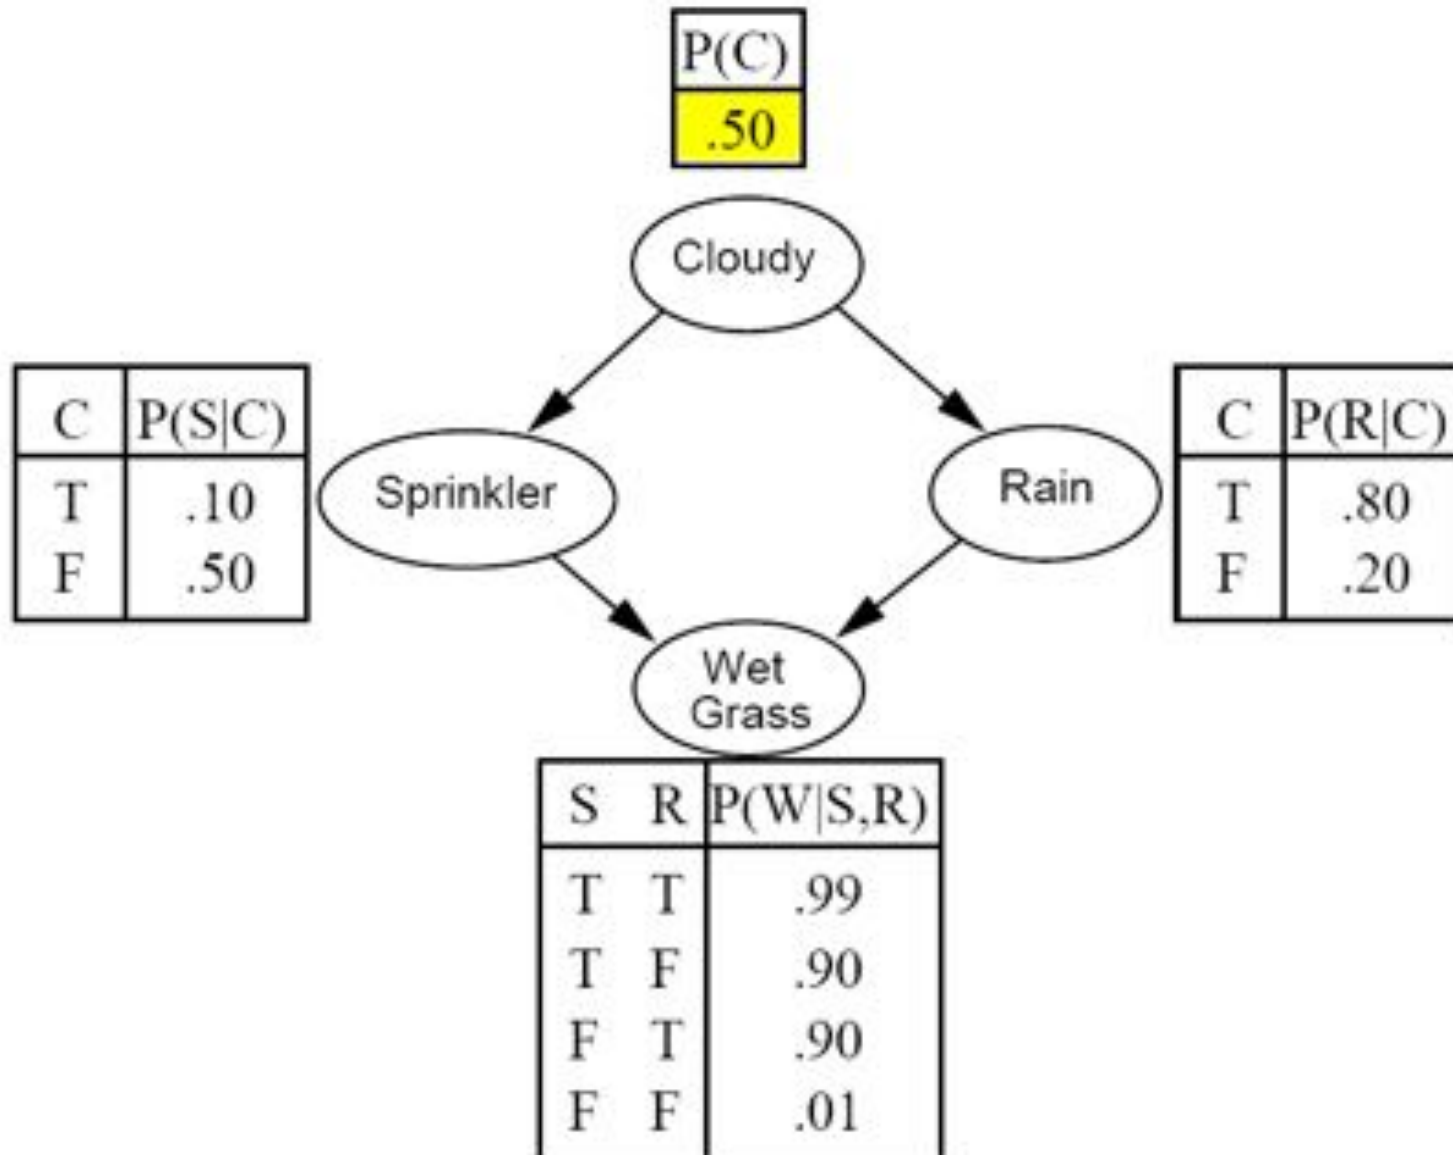 P(C)
.50
Cloudy
C P(S|C)
T .10
F .50
Sprinkler
Rain
C P(R|C)
T .80
F .20
Wet
Grass
S R P(W|S,R)
T T .99
T F .90
F T .90
F F .01